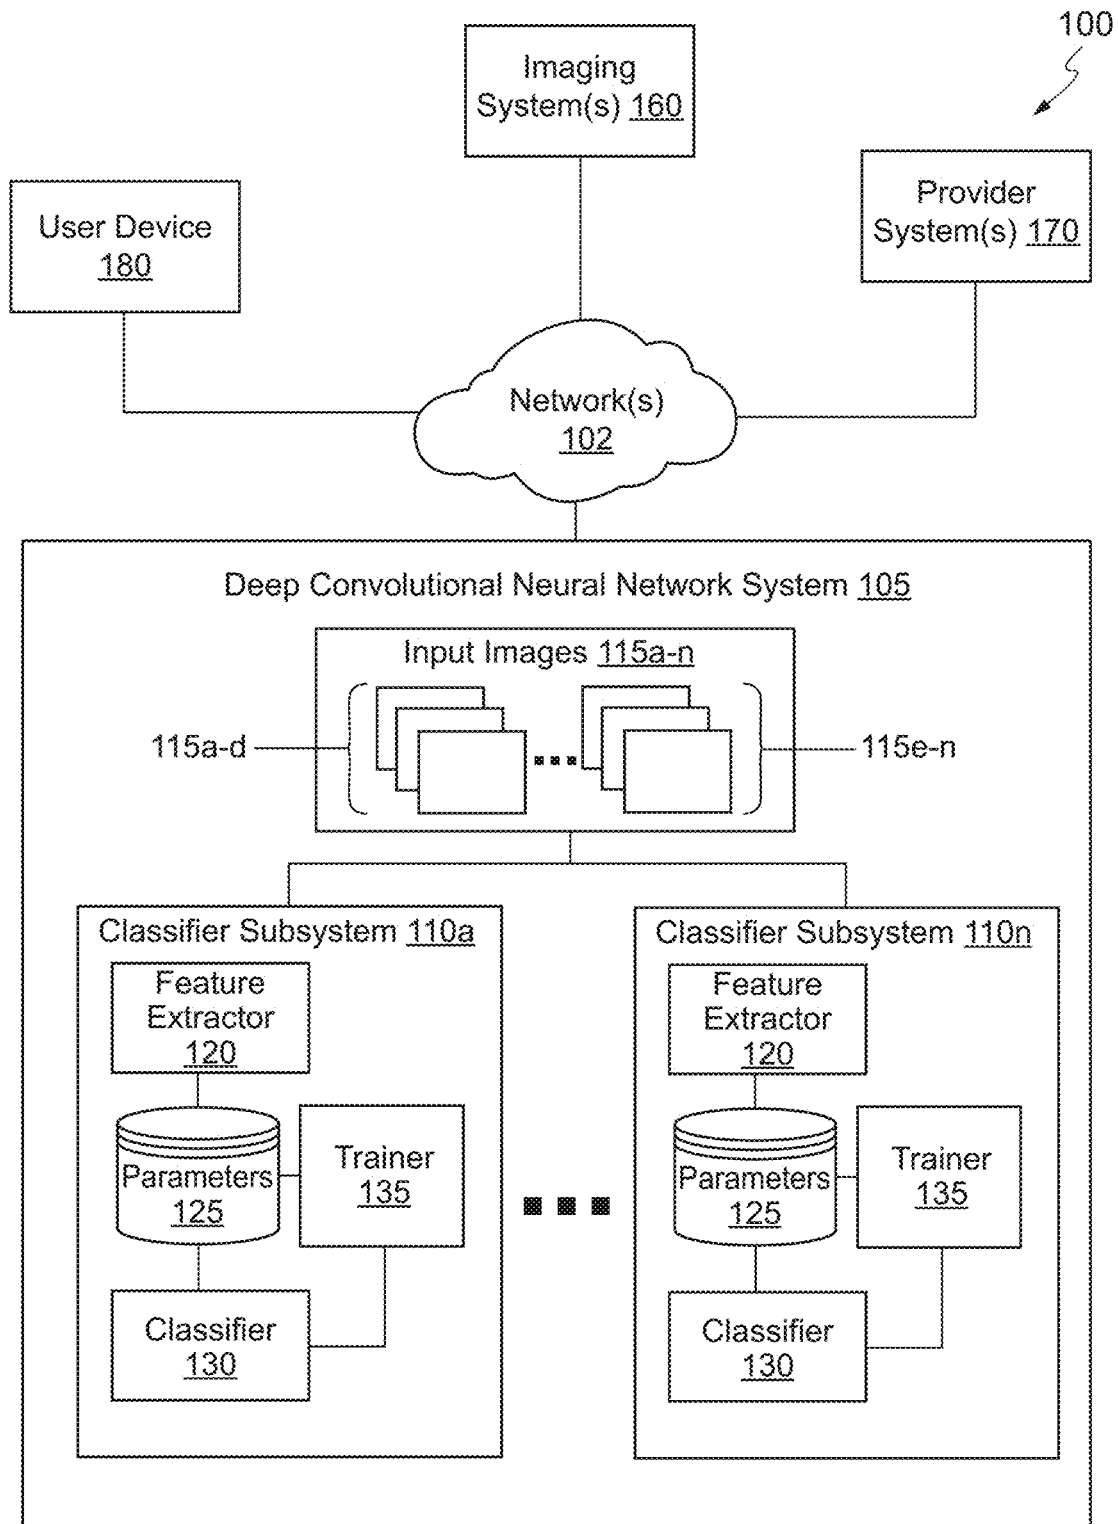 100
Imaging
System(s) 160
Provider
System(s) 170
User Device
180
Network(s)
102
Deep Convolutional Neural Network System 105
Input Images 115a-n
115a-d
115e-n
Classifier Subsystem 110a
Feature
Extractor
120
Parameters
125
Trainer
135
Classifier
130
Classifier Subsystem 110n
Feature
Extractor
120
Parameters
125
Trainer
135
Classifier
130